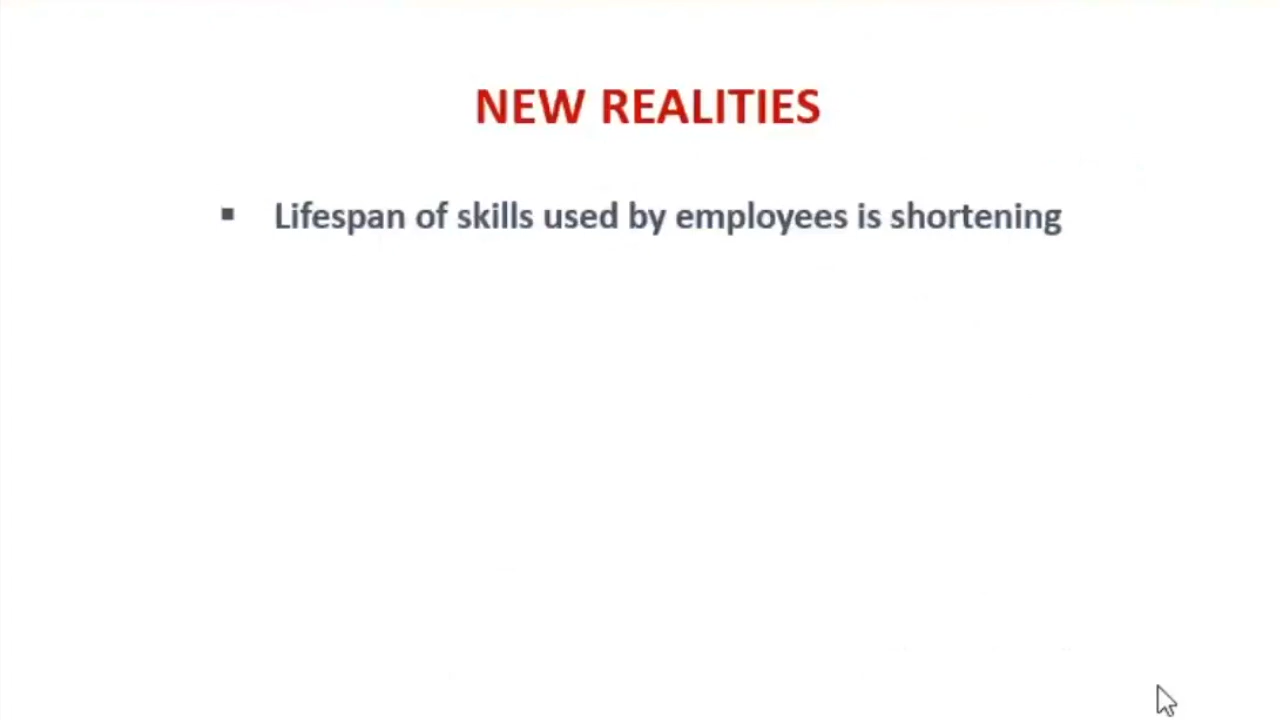 NEW REALITIES
▪ Lifespan of skills used by employees is shortening